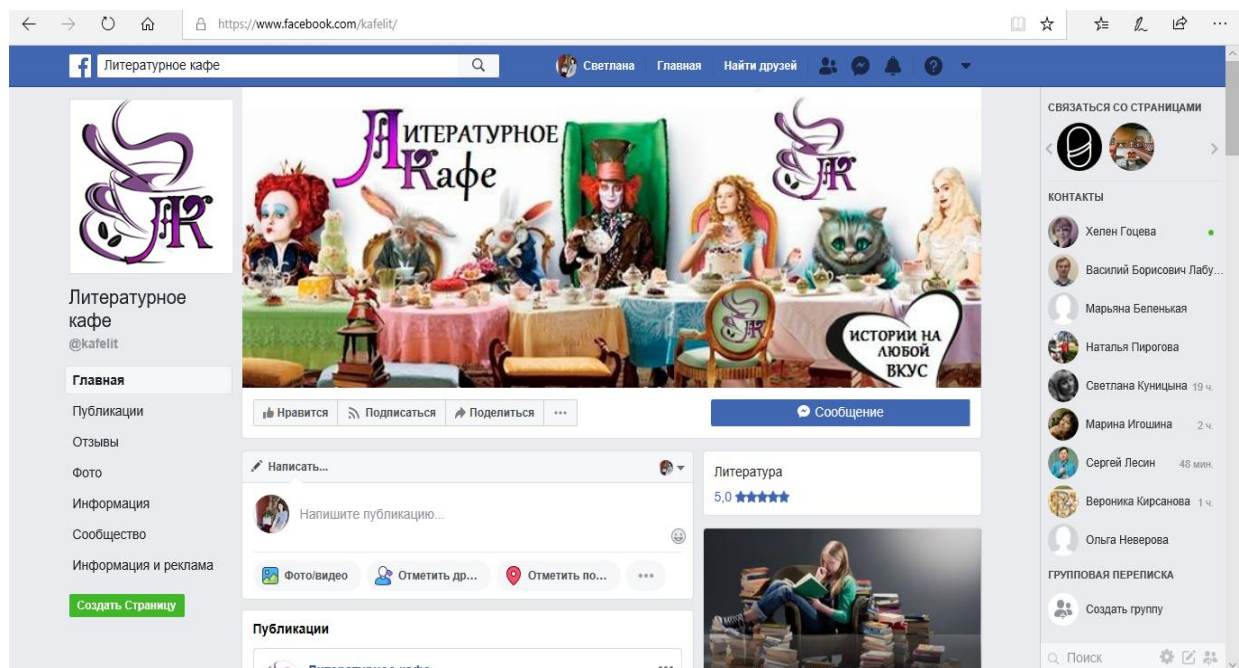 https://www.facebook.com/kafelit/
Литературное кафе
Светлана Главная Найти друзей
Литературное
кафе
@kafelit
Главная
Публикации
Отзывы
Фото
Информация
Сообщество
Информация и реклама
Создать Страницу
ЛИТЕРАТУРНОЕ
Кафе
ЛК
ЛК
ИСТОРИИ НА
ЛЮБОЙ
ВКУС
Нравится Подписаться Поделиться ...
Сообщение
Написать...
Напишите публикацию...
Фото/видео Отметить др... Отметить по... ...
Публикации
Литературное кафе
Литература
5,0
СВЯЗАТЬСЯ СО СТРАНИЦАМИ
КОНТАКТЫ
Хелен Гоцева
Василий Борисович Лабу...
Марьяна Беленькая
Наталья Пирогова
Светлана Куницына 19 ч.
Марина Игошина 2 ч.
Сергей Лесин 48 мин.
Вероника Кирсанова 1 ч.
Ольга Неверова
ГРУППОВАЯ ПЕРЕПИСКА
Создать группу
Поиск